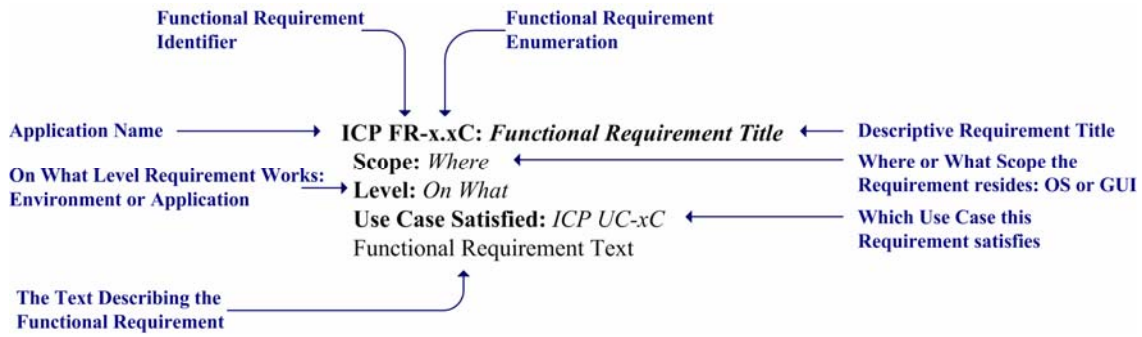 Functional Requirement
Identifier
Functional Requirement
Enumeration
Application Name
ICP FR-x.xC: Functional Requirement Title
Descriptive Requirement Title
On What Level Requirement Works:
Environment or Application
Scope: Where
Level: On What
Use Case Satisfied: ICP UC-xC
Functional Requirement Text
Where or What Scope the
Requirement resides: OS or GUI
Which Use Case this
Requirement satisfies
The Text Describing the
Functional Requirement